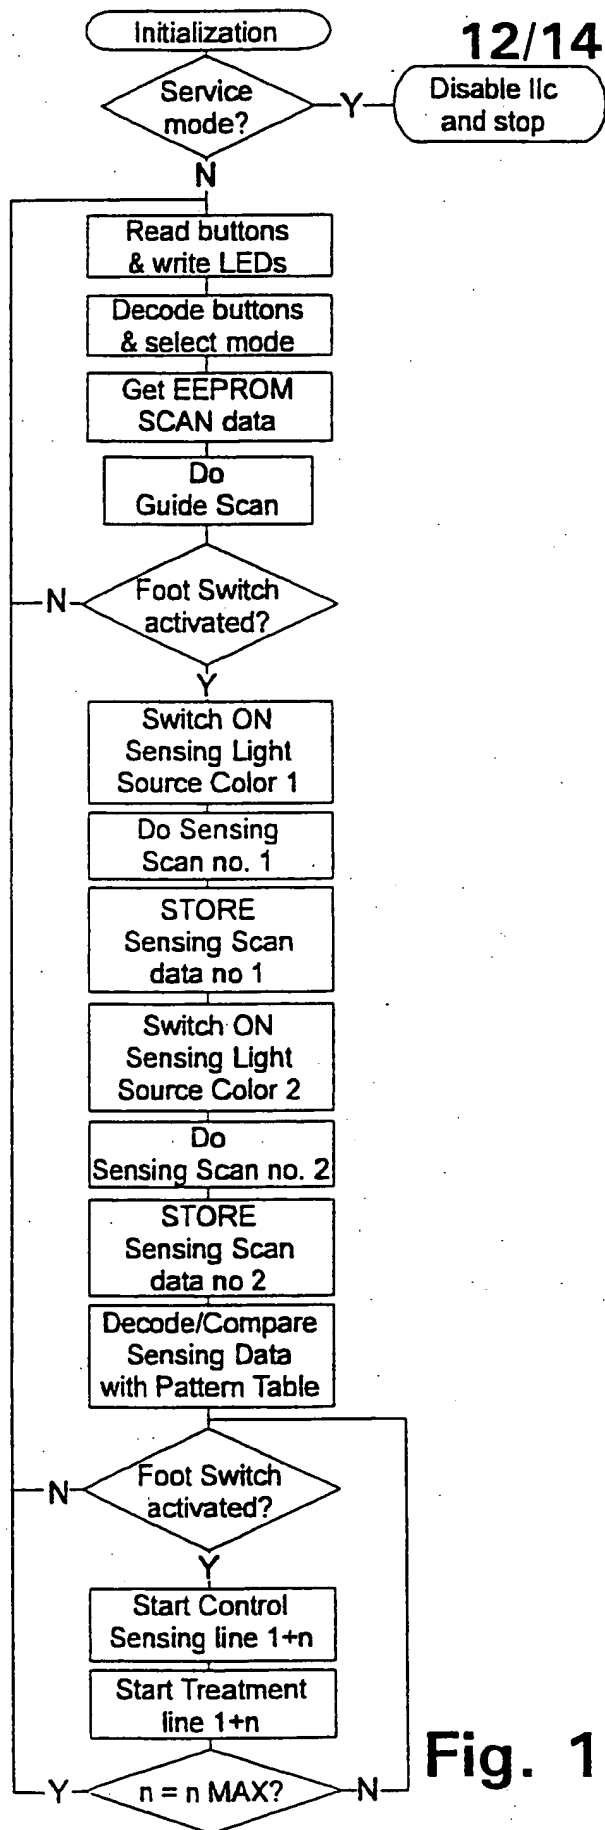 Initialization
12/14
Service
mode?
Y
Disable IIc
and stop
N
Read buttons
& write LEDs
Decode buttons
& select mode
Get EEPROM
SCAN data
Do
Guide Scan
Foot Switch
activated?
N
Y
Switch ON
Sensing Light
Source Color 1
Do Sensing
Scan no. 1
STORE
Sensing Scan
data no 1
Switch ON
Sensing Light
Source Color 2
Do
Sensing Scan no. 2
STORE
Sensing Scan
data no 2
Decode/Compare
Sensing Data
with Pattern Table
Foot Switch
activated?
N
Y
Start Control
Sensing line 1+n
Start Treatment
line 1+n
Y
n = n MAX?
N
Fig. 1